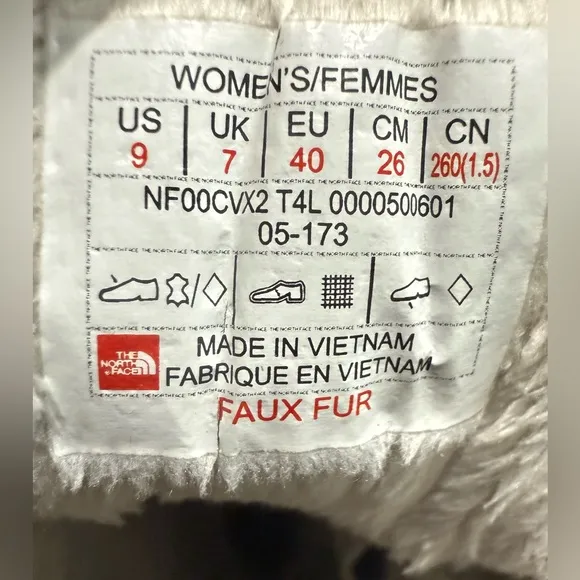 WOMEN'S/FEMMES
US UK EU CM CN
9 7 40 26 260(1.5)
NF00CVX2 T4L 0000500601
05-173
THE NORTH FACE
MADE IN VIETNAM
FABRIQUE EN VIETNAM
FAUX FUR